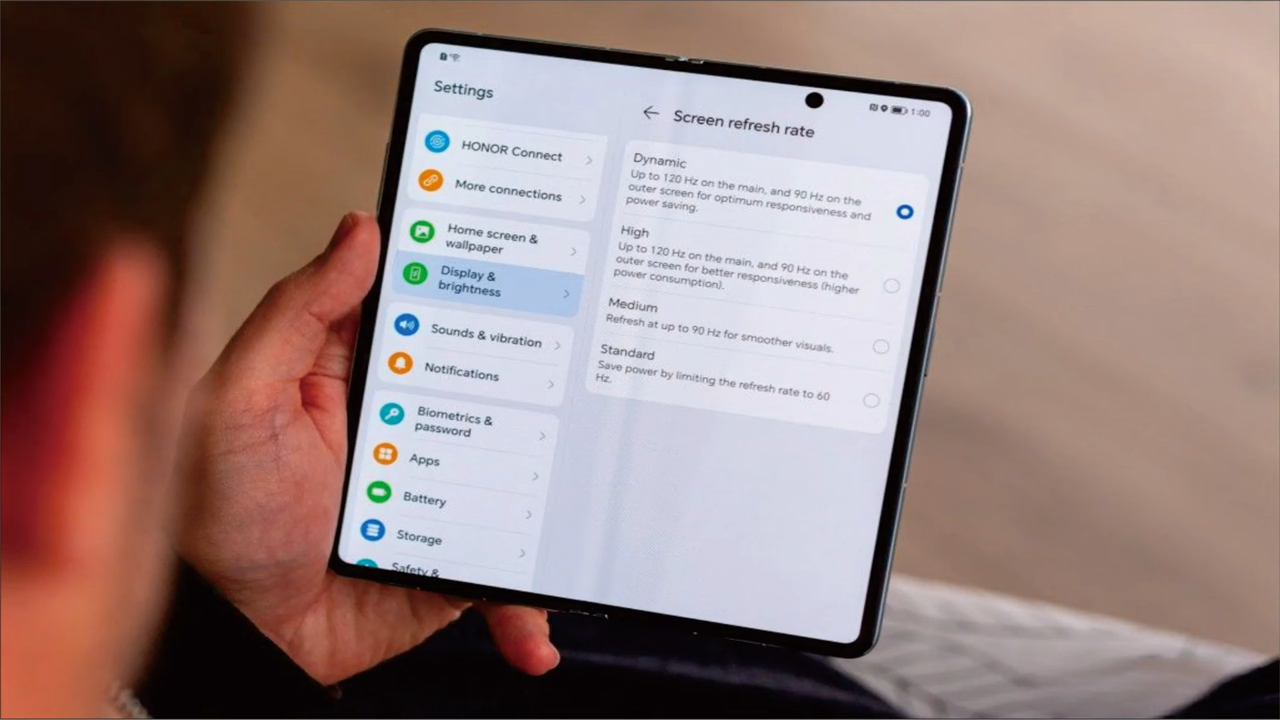 1:00
Settings
HONOR Connect
More connections
Home screen &
wallpaper
Display &
brightness
Sounds & vibration
Notifications
Biometrics &
password
Apps
Battery
Storage
Safety &
Screen refresh rate
Dynamic
Up to 120 Hz on the main, and 90 Hz on the
outer screen for optimum responsiveness and
power saving.
High
Up to 120 Hz on the main, and 90 Hz on the
outer screen for better responsiveness (higher
power consumption).
Medium
Refresh at up to 90 Hz for smoother visuals.
Standard
Save power by limiting the refresh rate to 60
Hz.